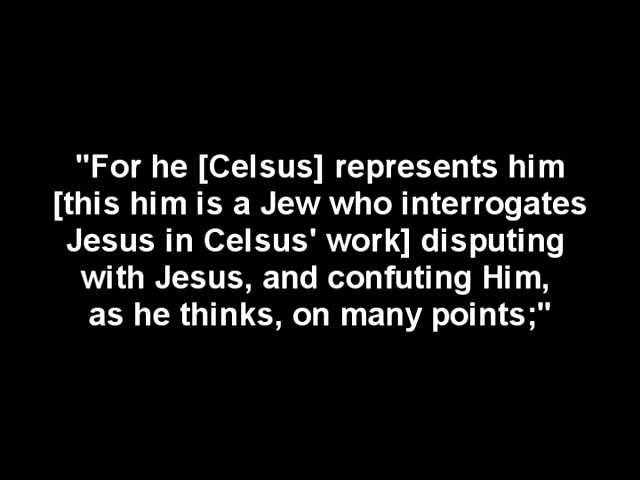 "For he [Celsus] represents him
[this him is a Jew who interrogates
Jesus in Celsus' work] disputing
with Jesus, and confuting Him,
as he thinks, on many points;"